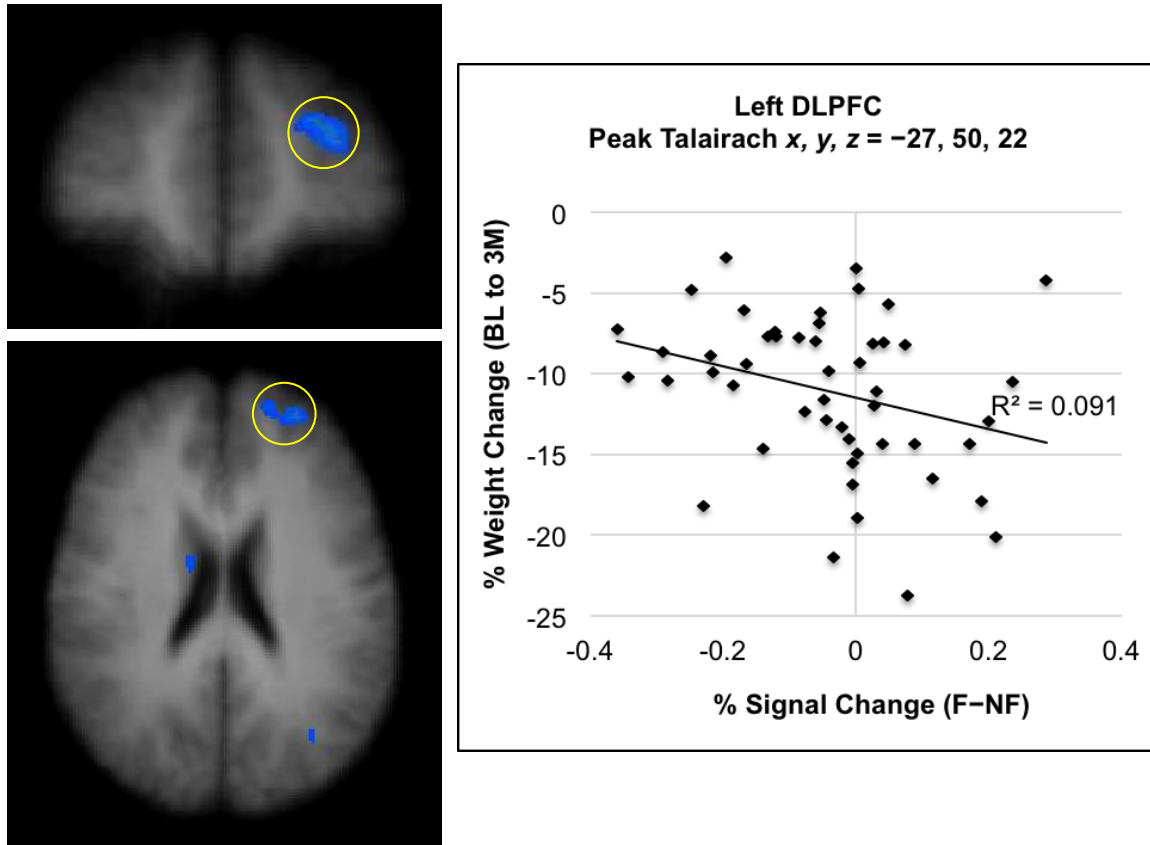 Left DLPFC
Peak Talairach x, y, z = −27, 50, 22
% Weight Change (BL to 3M)
0
-5
-10
-15
-20
-25
R² = 0.091
-0.4
-0.2
0
0.2
0.4
% Signal Change (F−NF)